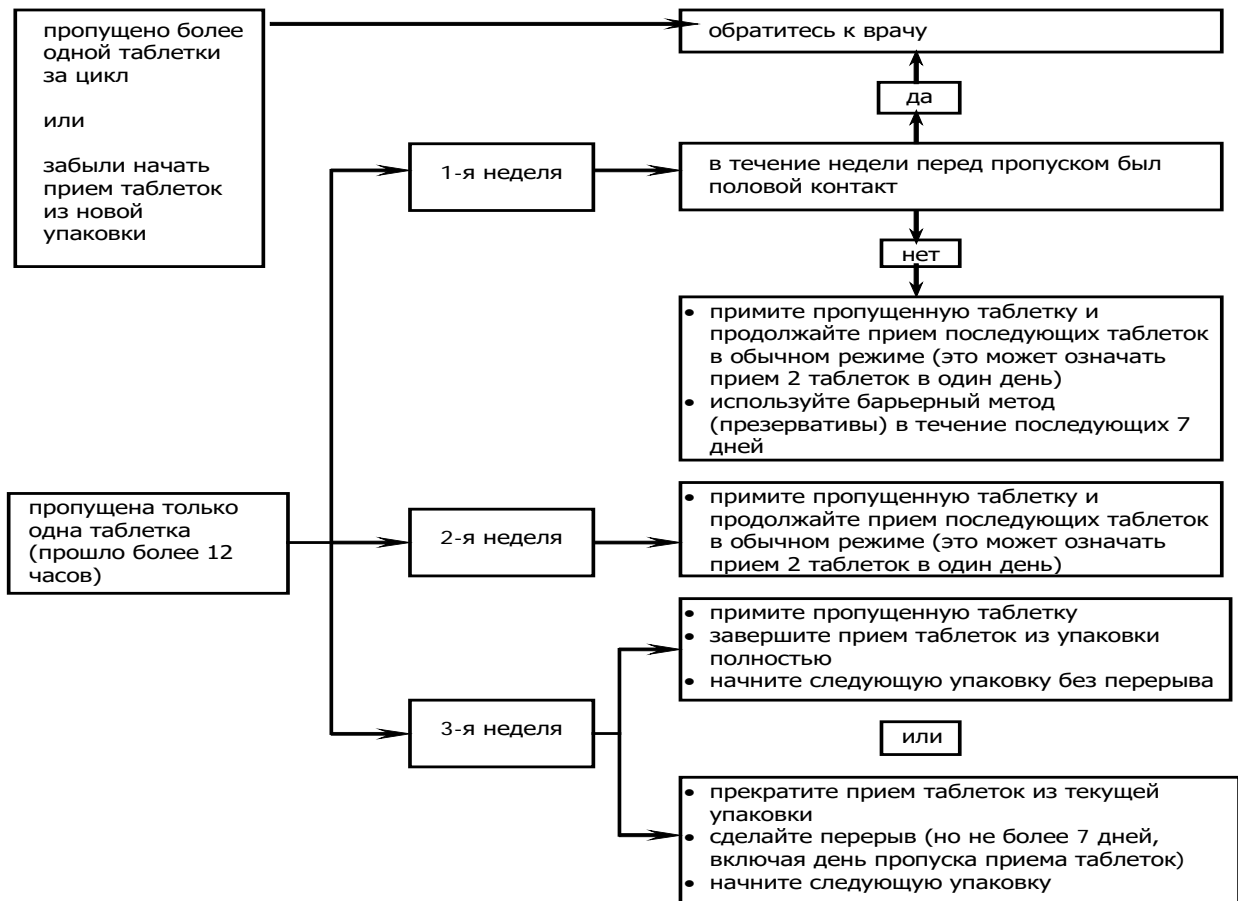 пропущено более
одной таблетки
за цикл
или
забыли начать
прием таблеток
из новой
упаковки
обратитесь к врачу
да
1-я неделя
в течение недели перед пропуском был
половой контакт
нет
• примите пропущенную таблетку и
продолжайте прием последующих таблеток
в обычном режиме (это может означать
прием 2 таблеток в один день)
• используйте барьерный метод
(презервативы) в течение последующих 7
дней
пропущена только
одна таблетка
(прошло более 12
часов)
2-я неделя
• примите пропущенную таблетку и
продолжайте прием последующих таблеток
в обычном режиме (это может означать
прием 2 таблеток в один день)
3-я неделя
• примите пропущенную таблетку
• завершите прием таблеток из упаковки
полностью
• начните следующую упаковку без перерыва
или
• прекратите прием таблеток из текущей
упаковки
• сделайте перерыв (но не более 7 дней,
включая день пропуска приема таблеток)
• начните следующую упаковку